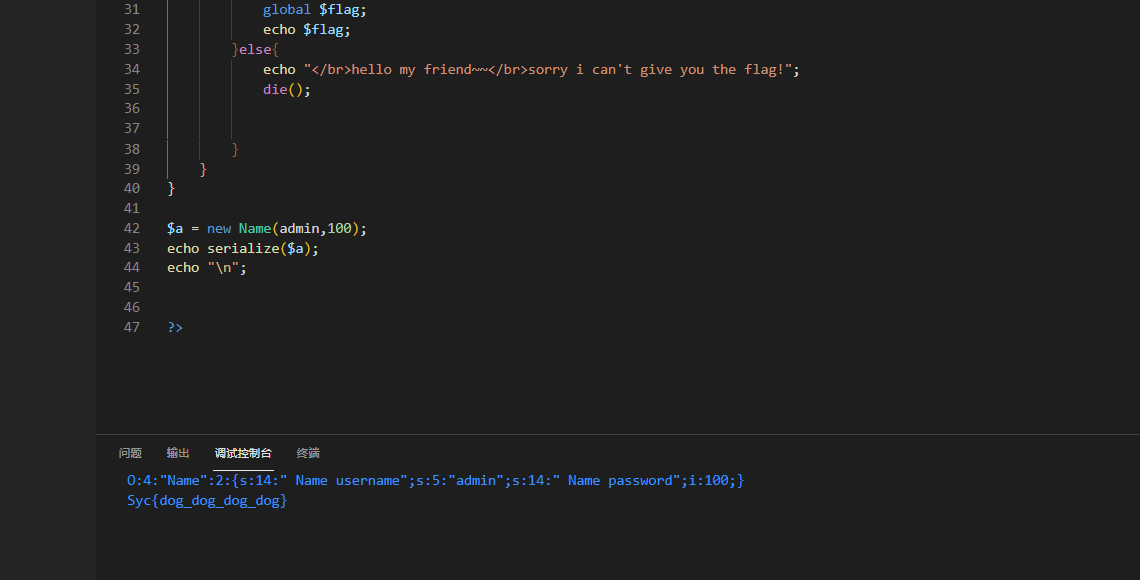 31 global $flag;
32 echo $flag;
33 }else{
34 echo "</br>hello my friend~~</br>sorry i can't give you the flag!";
35 die();
36
37
38 }
39 }
40 }
41
42 $a = new Name(admin,100);
43 echo serialize($a);
44 echo "\n";
45
46
47 ?>
问题 输出 调试控制台 终端
O:4:"Name":2:{s:14:" Name username";s:5:"admin";s:14:" Name password";i:100;}
Syc{dog_dog_dog_dog}